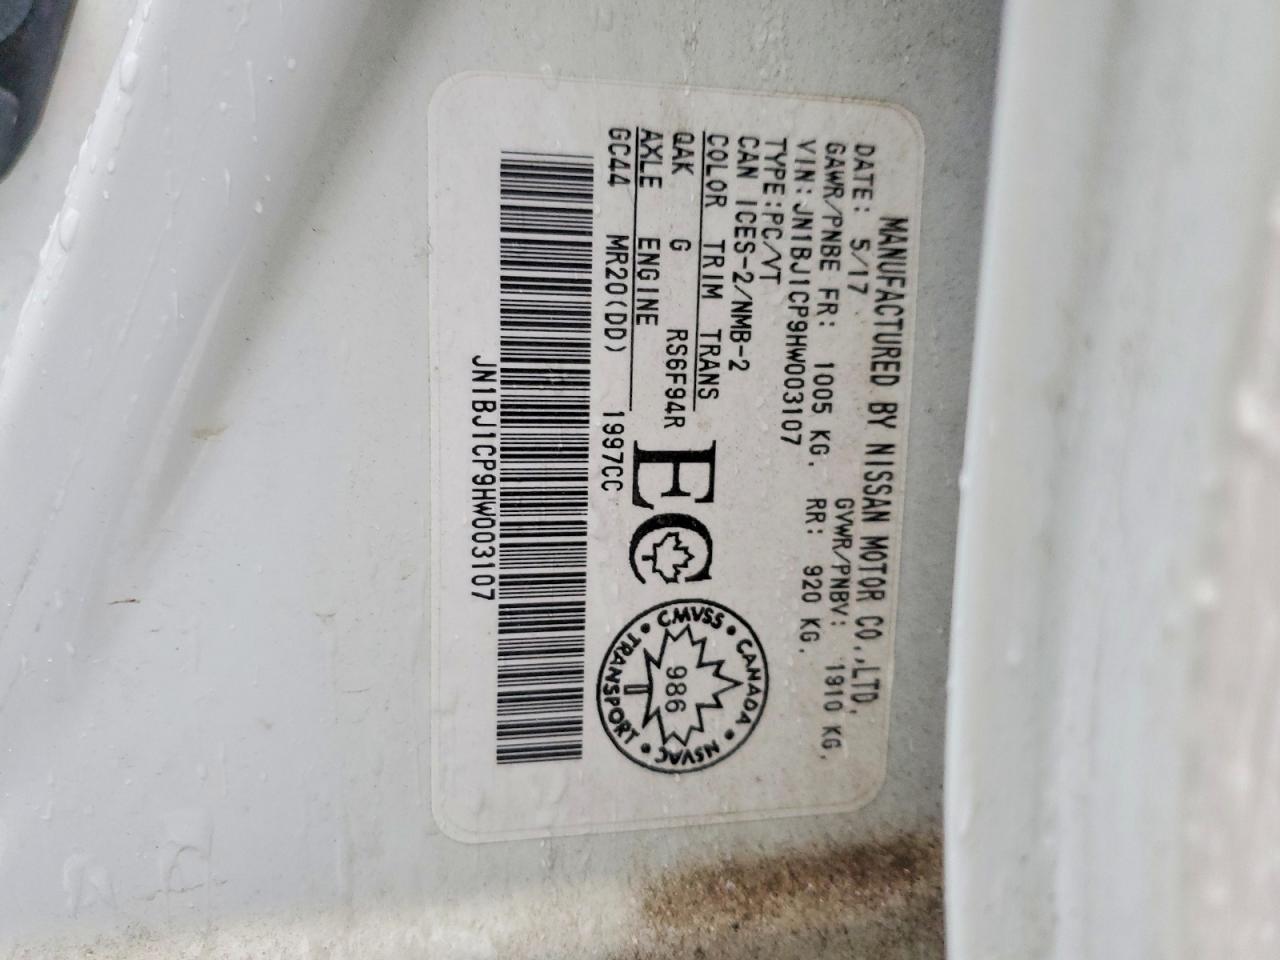 MANUFACTURED BY NISSAN MOTOR CO.,LTD.
DATE: 5/17 GVWR/PNBV: 1910 KG.
GAWR/PNBE FR: 1005 KG. RR: 920 KG.
VIN:JN1BJ1CP9HW003107
TYPE:PC/VT
CAN ICES-2/NMB-2
COLOR TRIM TRANS
QAK G RS6F94R
AXLE ENGINE
GC44 MR20(DD) 1997CC
EC
CMVSS • CANADA • NSVAC • TRANSPORT •
986
JN1BJ1CP9HW003107